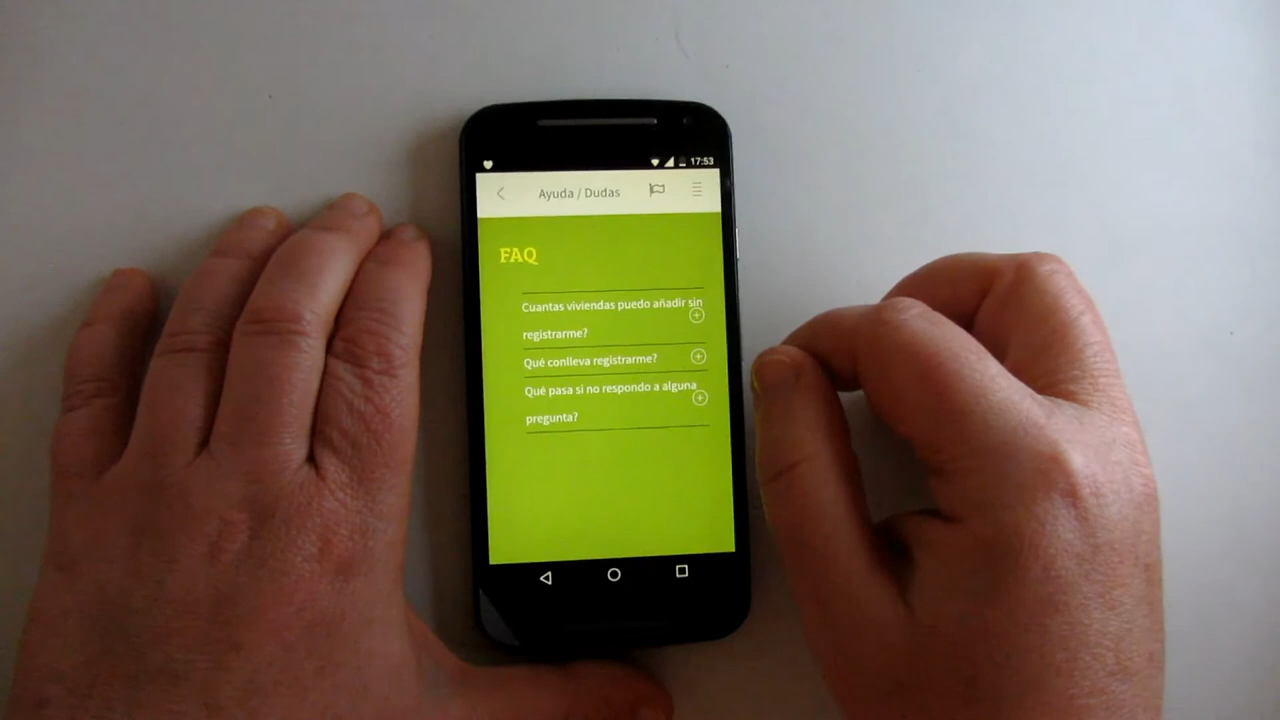 17:53
Ayuda / Dudas
FAQ
Cuantas viviendas puedo añadir sin
registrarme?
Qué conlleva registrarme?
Qué pasa si no respondo a alguna
pregunta?